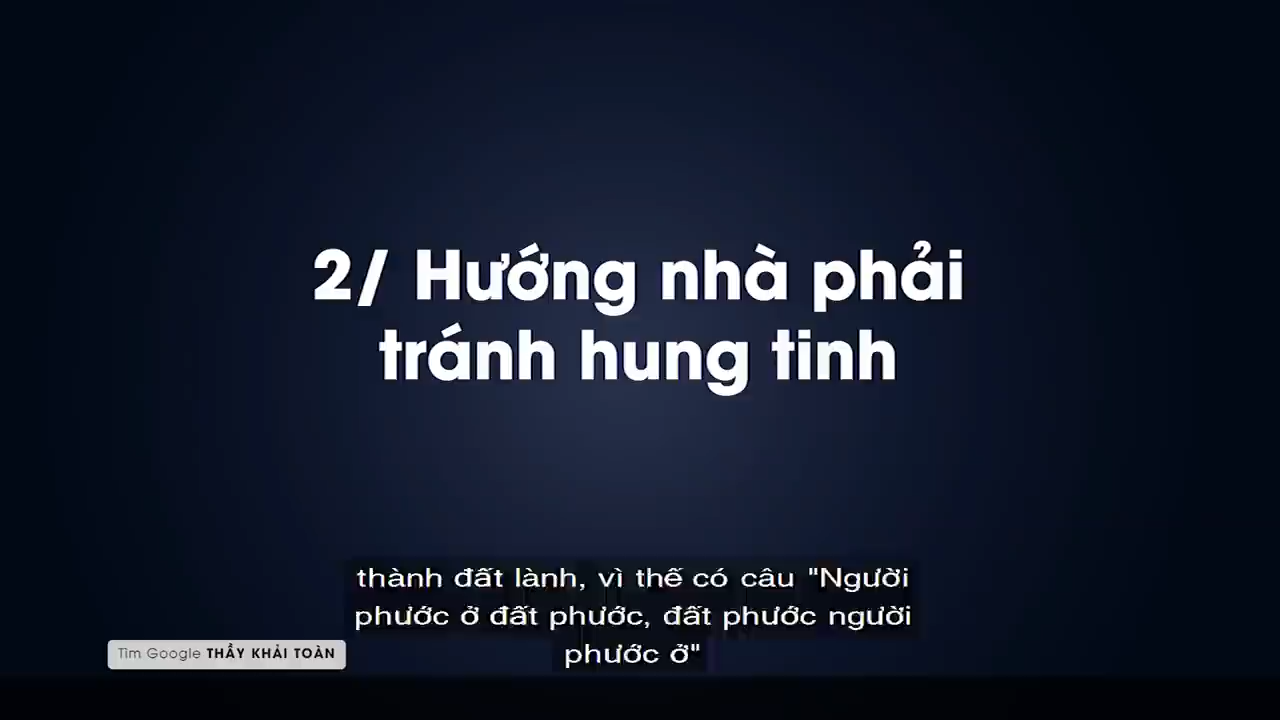 2/ Hướng nhà phải
tránh hung tinh
thành đất lành, vì thế có câu "Người
phước ở đất phước, đất phước người
phước ở"
Tìm Google THẦY KHẢI TOÀN